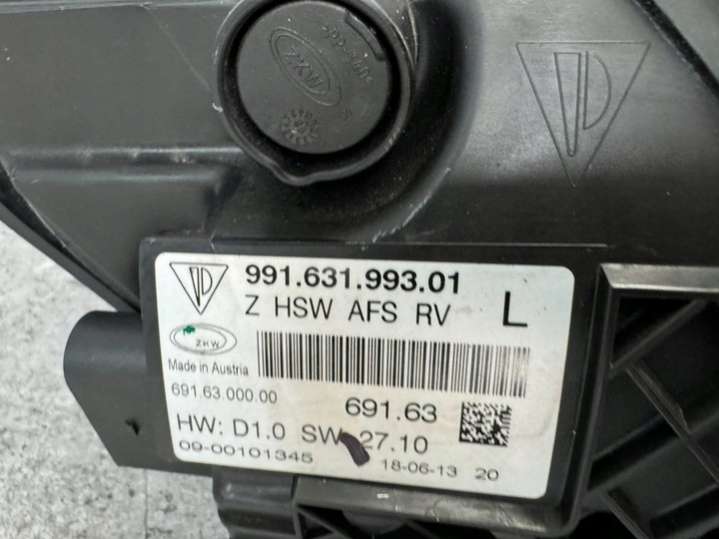 ZKW
991.631.993.01
Z HSW AFS RV L
ZKW
Made in Austria
691.63.000.00
691.63
HW: D1.0 SW 27.10
09-00101345 18-06-13 20